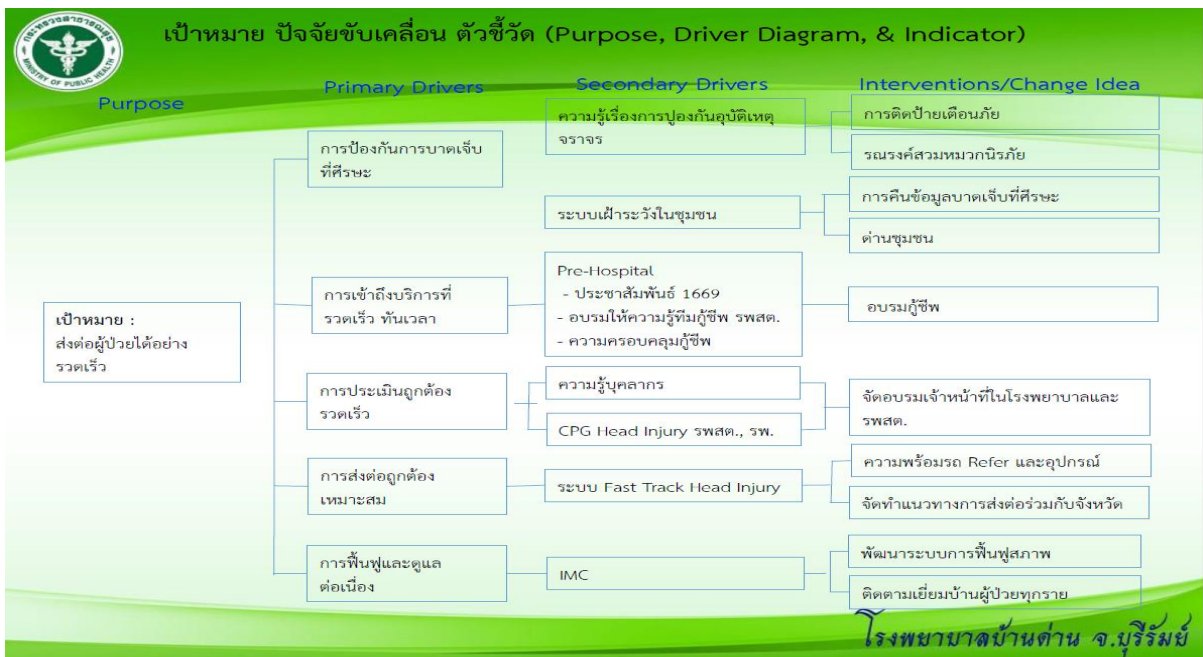 กระทรวงสาธารณสุข
MINISTRY OF PUBLIC HEALTH
เป้าหมาย ปัจจัยขับเคลื่อน ตัวชี้วัด (Purpose, Driver Diagram, & Indicator)
Purpose
Primary Drivers
Secondary Drivers
Interventions/Change Idea
เป้าหมาย :
ส่งต่อผู้ป่วยได้อย่าง
รวดเร็ว
การป้องกันการบาดเจ็บ
ที่ศีรษะ
ความรู้เรื่องการปูองกันอุบัติเหตุ
จราจร
การติดป้ายเตือนภัย
รณรงค์สวมหมวกนิรภัย
ระบบเฝ้าระวังในชุมชน
การคืนข้อมูลบาดเจ็บที่ศีรษะ
ด่านชุมชน
การเข้าถึงบริการที่
รวดเร็ว ทันเวลา
Pre-Hospital
- ประชาสัมพันธ์ 1669
- อบรมให้ความรู้ทีมกู้ชีพ รพสต.
- ความครอบคลุมกู้ชีพ
อบรมกู้ชีพ
การประเมินถูกต้อง
รวดเร็ว
ความรู้บุคลากร
CPG Head Injury รพสต., รพ.
จัดอบรมเจ้าหน้าที่ในโรงพยาบาลและ
รพสต.
การส่งต่อถูกต้อง
เหมาะสม
ระบบ Fast Track Head Injury
ความพร้อมรถ Refer และอุปกรณ์
จัดทำแนวทางการส่งต่อร่วมกับจังหวัด
การฟื้นฟูและดูแล
ต่อเนื่อง
IMC
พัฒนาระบบการฟื้นฟูสภาพ
ติดตามเยี่ยมบ้านผู้ป่วยทุกราย
โรงพยาบาลบ้านด่าน จ.บุรีรัมย์